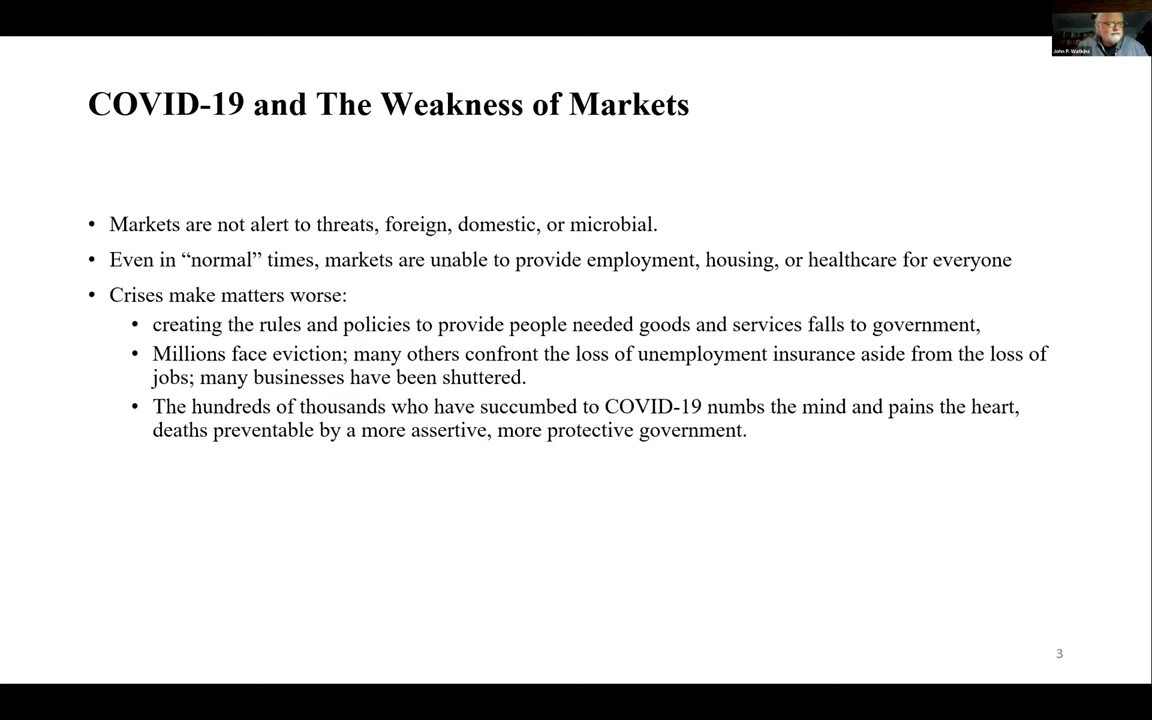 John P. Watkins
COVID-19 and The Weakness of Markets
• Markets are not alert to threats, foreign, domestic, or microbial.
• Even in “normal” times, markets are unable to provide employment, housing, or healthcare for everyone
• Crises make matters worse:
• creating the rules and policies to provide people needed goods and services falls to government,
• Millions face eviction; many others confront the loss of unemployment insurance aside from the loss of
jobs; many businesses have been shuttered.
• The hundreds of thousands who have succumbed to COVID-19 numbs the mind and pains the heart,
deaths preventable by a more assertive, more protective government.
3